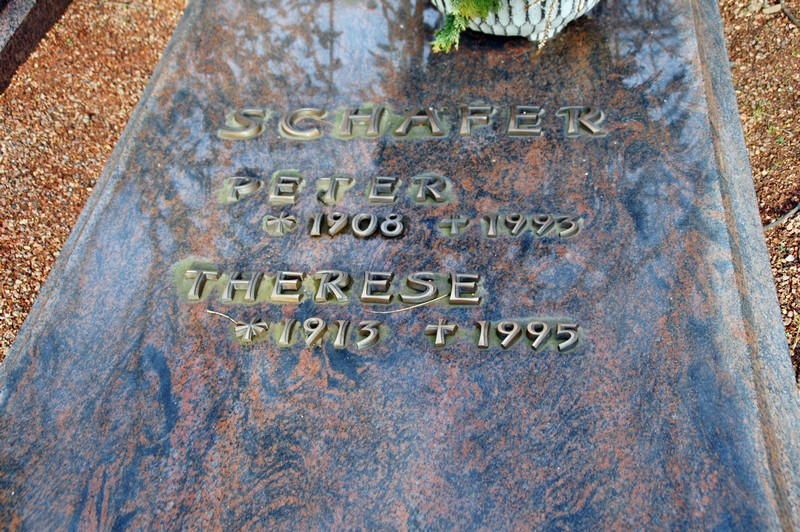 SCHAFER
PETER
* 1908 + 1993
THERESE
* 1913 + 1995